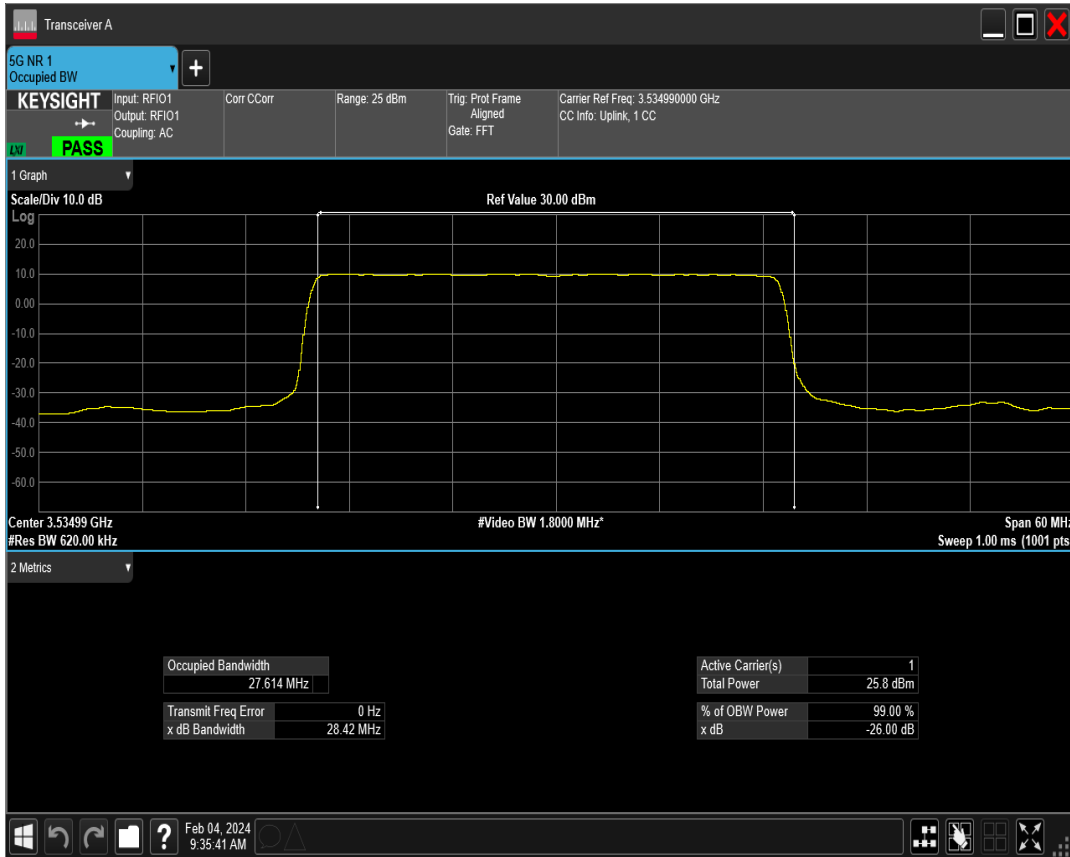 Transceiver A
5G NR 1
Occupied BW
KEYSIGHT
LXI
PASS
Input: RFIO1
Output: RFIO1
Coupling: AC
Corr CCorr
Range: 25 dBm
Trig: Prot Frame
Aligned
Gate: FFT
Carrier Ref Freq: 3.534990000 GHz
CC Info: Uplink, 1 CC
1 Graph
Scale/Div 10.0 dB
Ref Value 30.00 dBm
Log
20.0
10.0
0.00
-10.0
-20.0
-30.0
-40.0
-50.0
-60.0
Center 3.53499 GHz
#Video BW 1.8000 MHz*
Span 60 MHz
#Res BW 620.00 kHz
Sweep 1.00 ms (1001 pts
2 Metrics
Occupied Bandwidth
27.614 MHz
Transmit Freq Error 0 Hz
x dB Bandwidth 28.42 MHz
Active Carrier(s) 1
Total Power 25.8 dBm
% of OBW Power 99.00 %
x dB -26.00 dB
?
Feb 04, 2024
9:35:41 AM